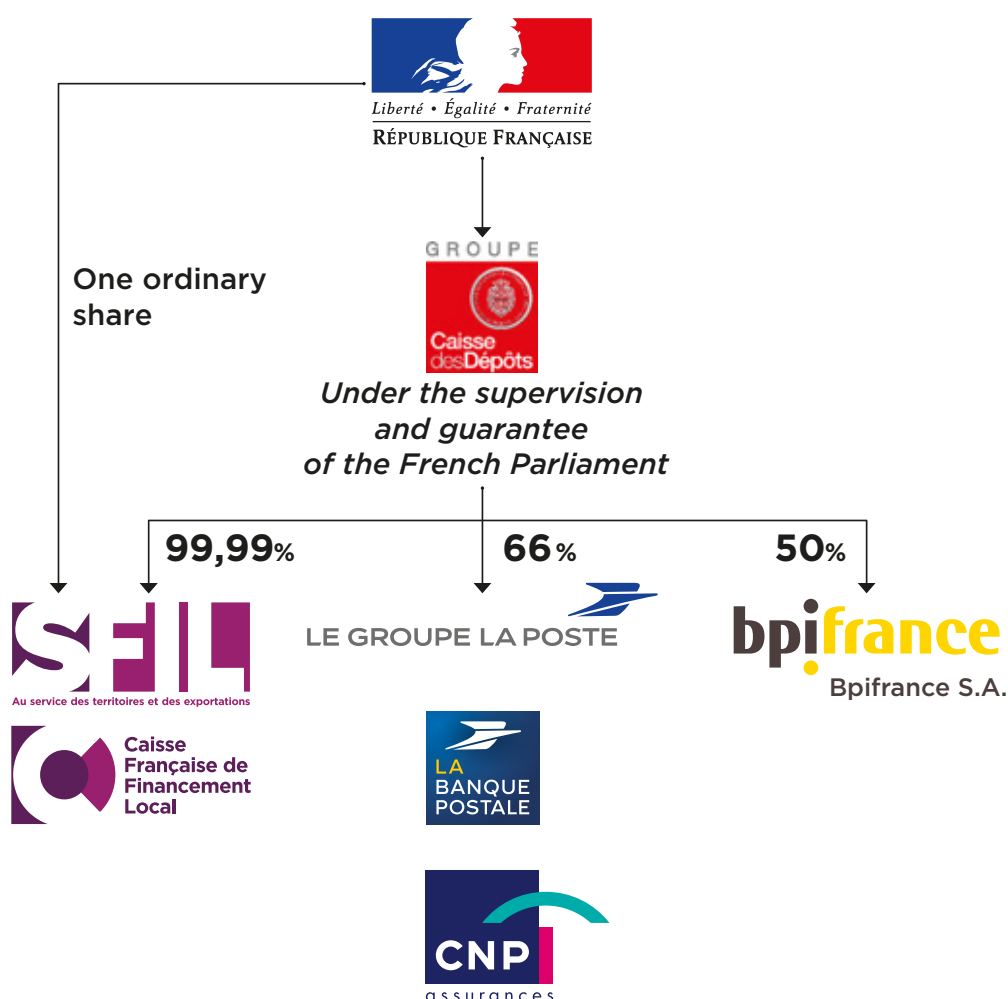 Liberté • Égalité • Fraternité
RÉPUBLIQUE FRANÇAISE
GROUPE
Caisse
desDépôts
One ordinary
share
Under the supervision
and guarantee
of the French Parliament
99,99%
66%
50%
SFIL
Au service des territoires et des exportations
LE GROUPE LA POSTE
bpifrance
Bpifrance S.A.
Caisse
Française de
Financement
Local
LA
BANQUE
POSTALE
CNP
assurances